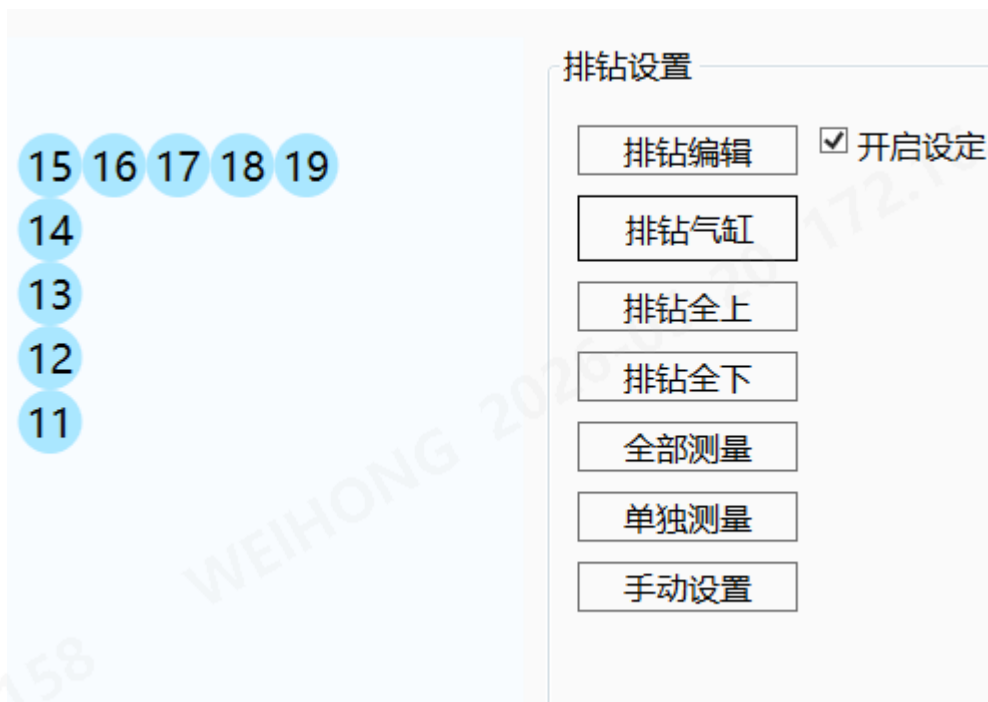 排钻设置
15 16 17 18 19
14
13
12
11
排钻编辑
开启设定
排钻气缸
排钻全上
排钻全下
全部测量
单独测量
手动设置
WEIHONG
158